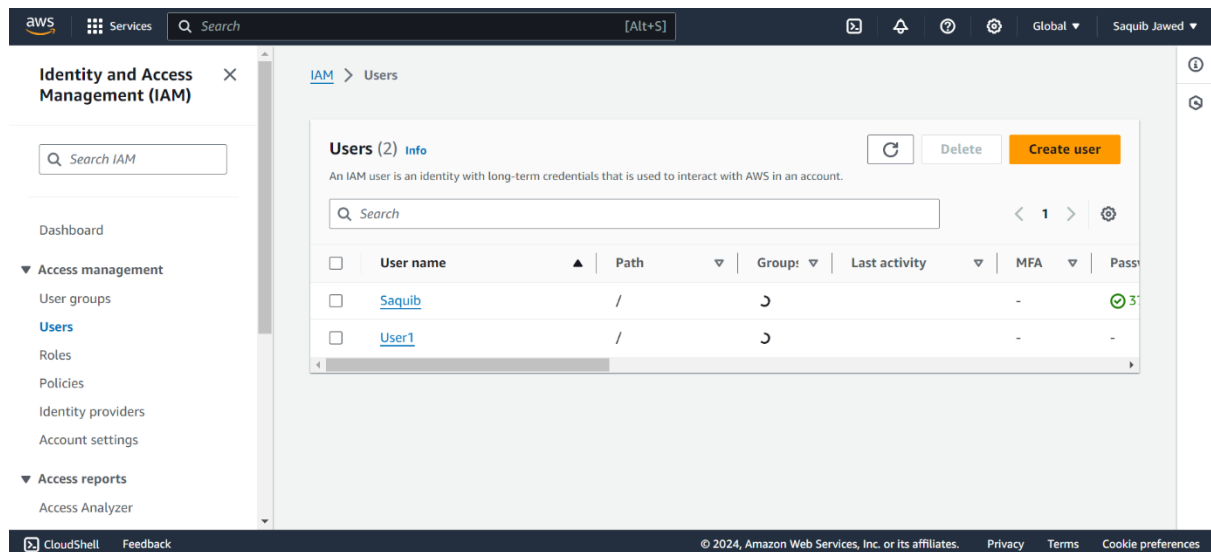 aws Services Search [Alt+S] Global Saquib Jawed
Identity and Access Management (IAM)
Search IAM
Dashboard
Access management
User groups
Users
Roles
Policies
Identity providers
Account settings
Access reports
Access Analyzer
IAM > Users
Users (2) Info
Delete Create user
An IAM user is an identity with long-term credentials that is used to interact with AWS in an account.
Search
1
User name Path Groups Last activity MFA
Saquib / -
User1 / - -
CloudShell Feedback © 2024, Amazon Web Services, Inc. or its affiliates. Privacy Terms Cookie preferences